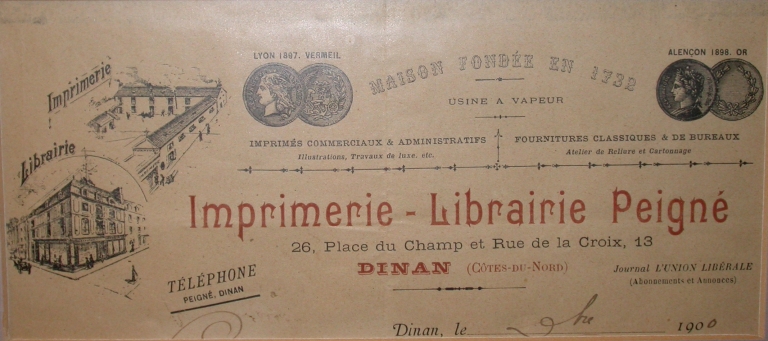 Imprimerie
Librairie
LYON 1897. VERMEIL
MAISON FONDÉE EN 1732
ALENÇON 1898. OR
USINE A VAPEUR
IMPRIMÉS COMMERCIAUX & ADMINISTRATIFS
Illustrations, Travaux de luxe, etc.
FOURNITURES CLASSIQUES & DE BUREAUX
Atelier de Reliure et Cartonnage
Imprimerie - Librairie Peigné
26, Place du Champ et Rue de la Croix, 13
DINAN (CÔTES-DU-NORD)
TÉLÉPHONE
PEIGNÉ, DINAN
Journal L'UNION LIBÉRALE
(Abonnements et Annonces)
Dinan, le 1900